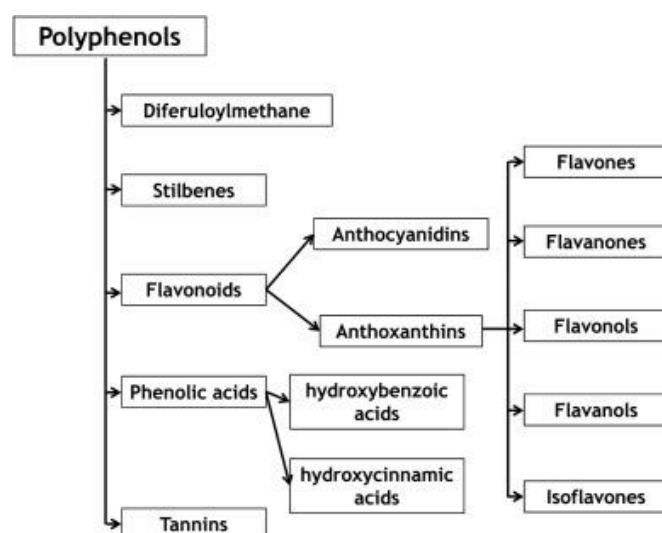 Polyphenols
Diferuloylmethane
Stilbenes
Flavonoids
Phenolic acids
Tannins
Anthocyanidins
Anthoxanthins
hydroxybenzoic
acids
hydroxycinnamic
acids
Flavones
Flavanones
Flavonols
Flavanols
Isoflavones